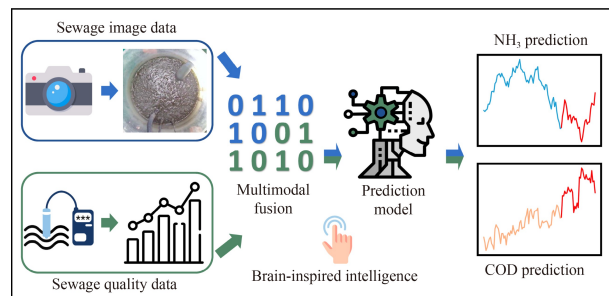 Sewage image data
NH₃ prediction
0110
1001
1010
Multimodal
fusion
Prediction
model
***
Sewage quality data
Brain-inspired intelligence
COD prediction